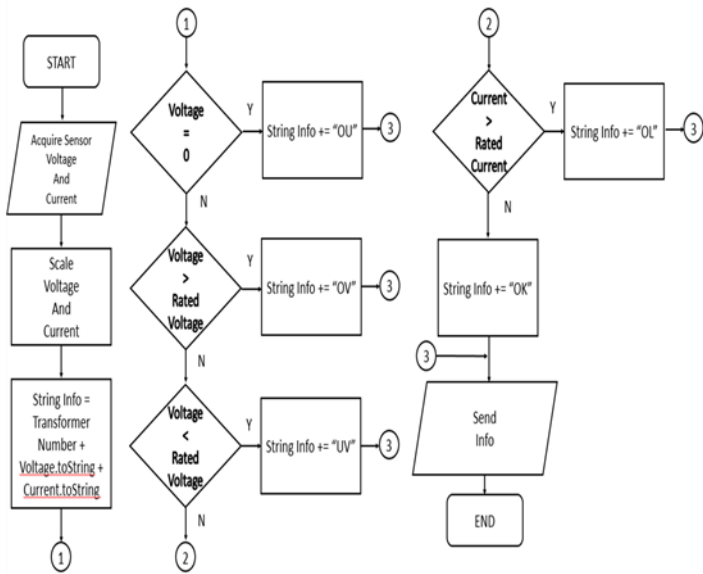 START
Acquire Sensor
Voltage
And
Current
Scale
Voltage
And
Current
String Info =
Transformer
Number +
Voltage.toString +
Current.toString
1
1
Voltage
=
0
Y
String Info += “OU”
3
N
Voltage
>
Rated
Voltage
Y
String Info += “OV”
3
N
Voltage
<
Rated
Voltage
Y
String Info += “UV”
3
N
2
2
Current
>
Rated
Current
Y
String Info += “OL”
3
N
String Info += “OK”
3
Send
Info
END